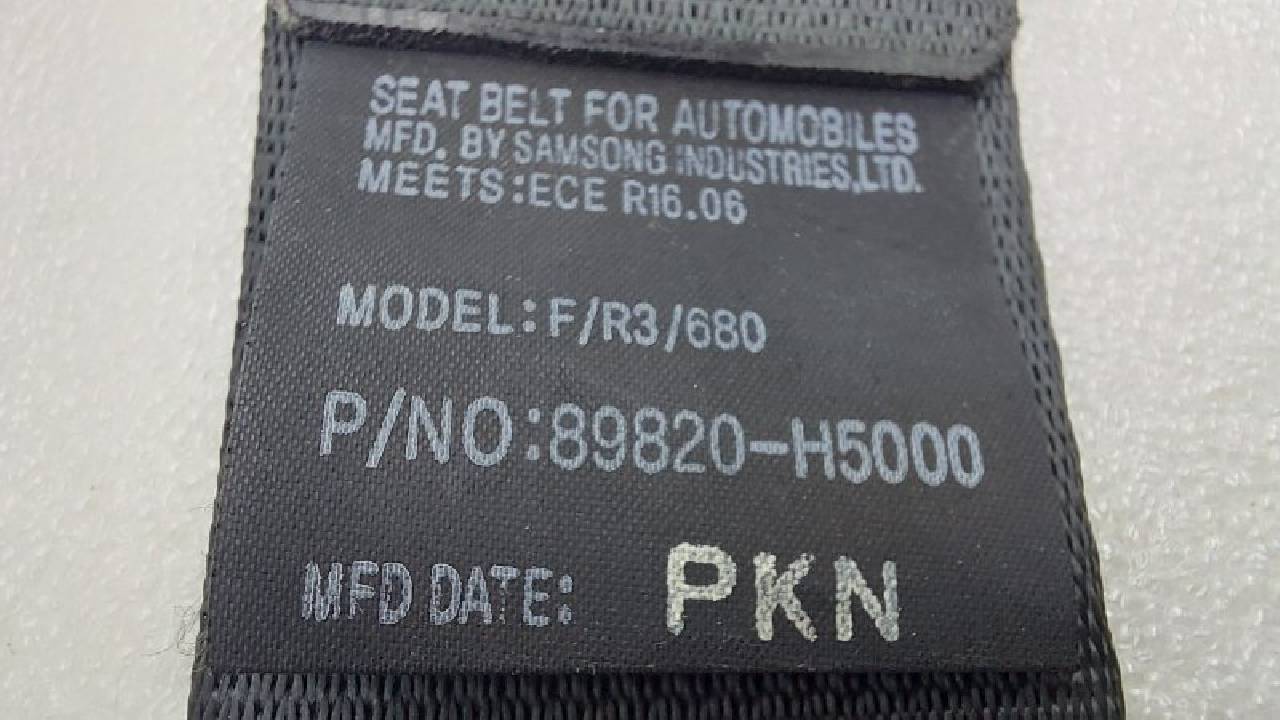 SEAT BELT FOR AUTOMOBILES
MFD. BY SAMSONG INDUSTRIES,LTD.
MEETS:ECE R16.06
MODEL:F/R3/680
P/NO:89820-H5000
MFD DATE: PKN